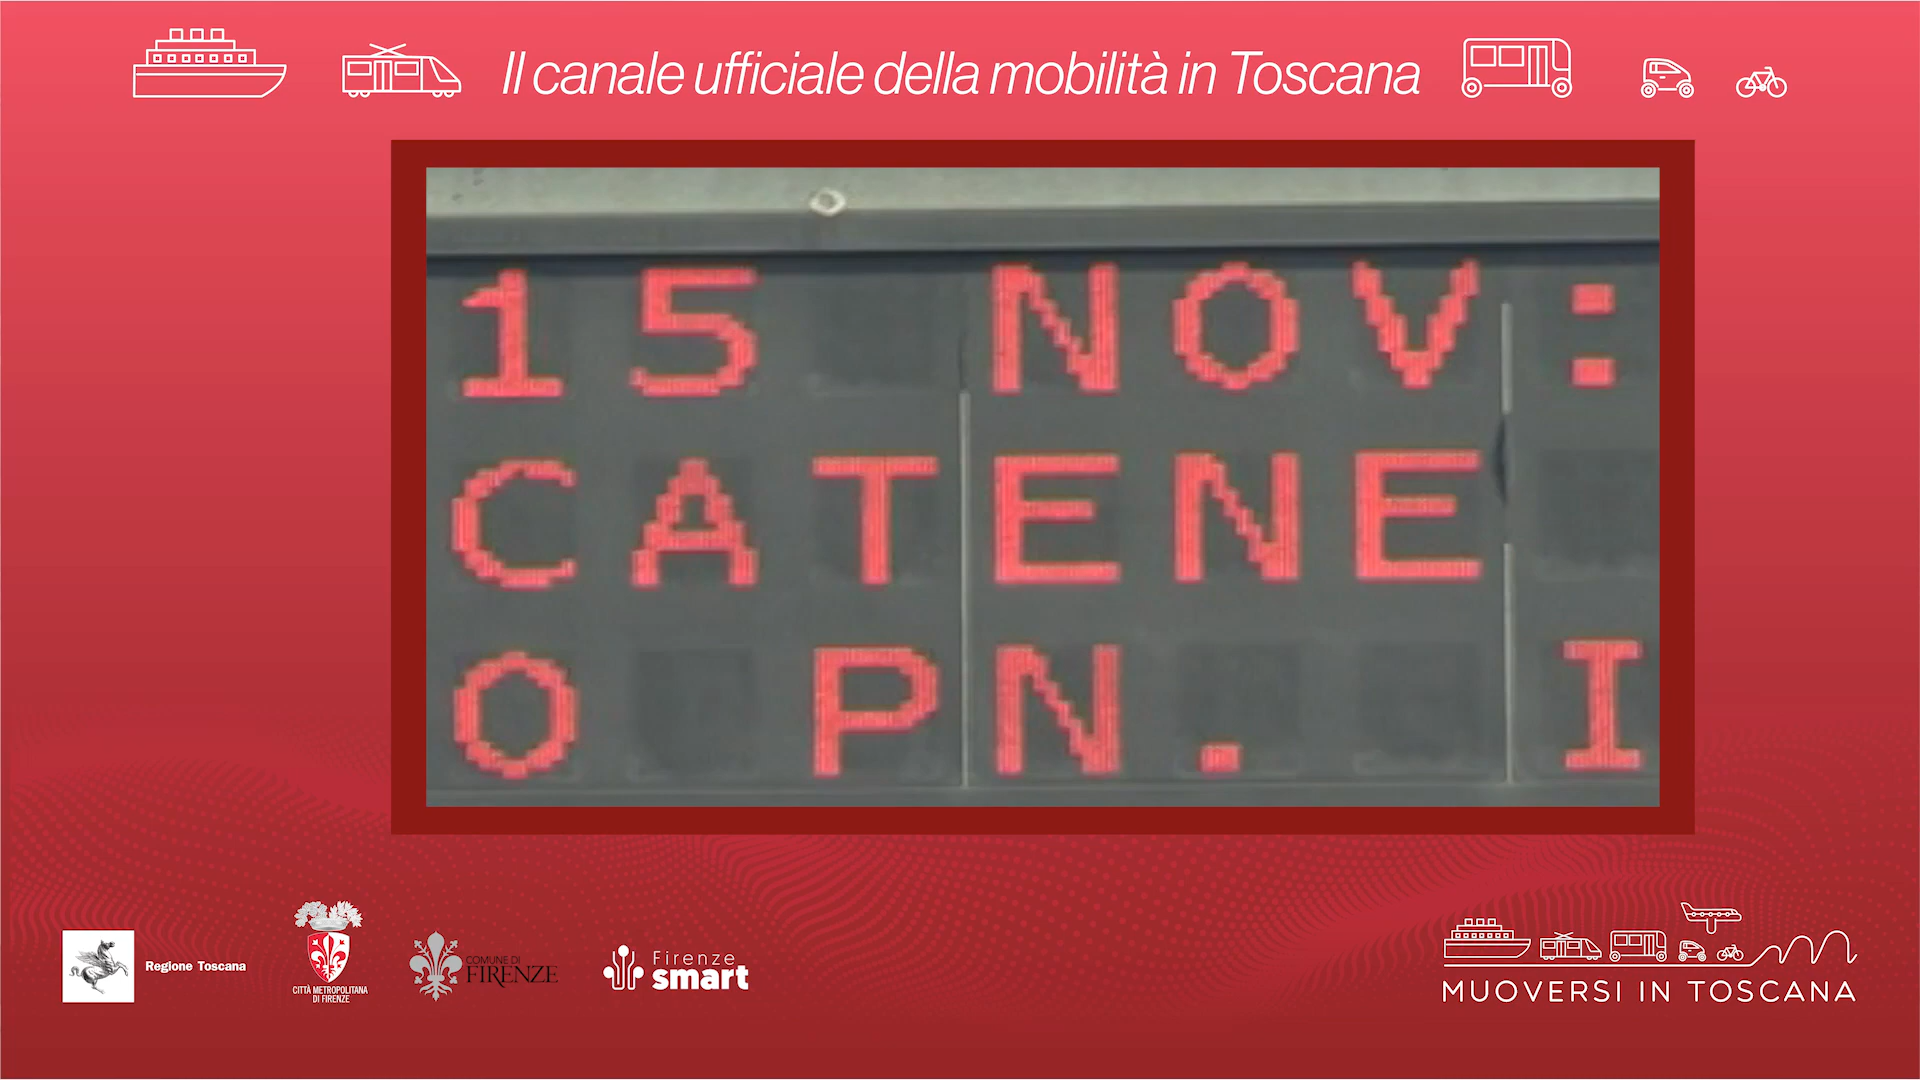 Il canale ufficiale della mobilità in Toscana
15 NOV:
CATENE
O PN. I
Regione Toscana
CITTÀ METROPOLITANA
DI FIRENZE
COMUNE DI
FIRENZE
Firenze
smart
MUOVERSI IN TOSCANA